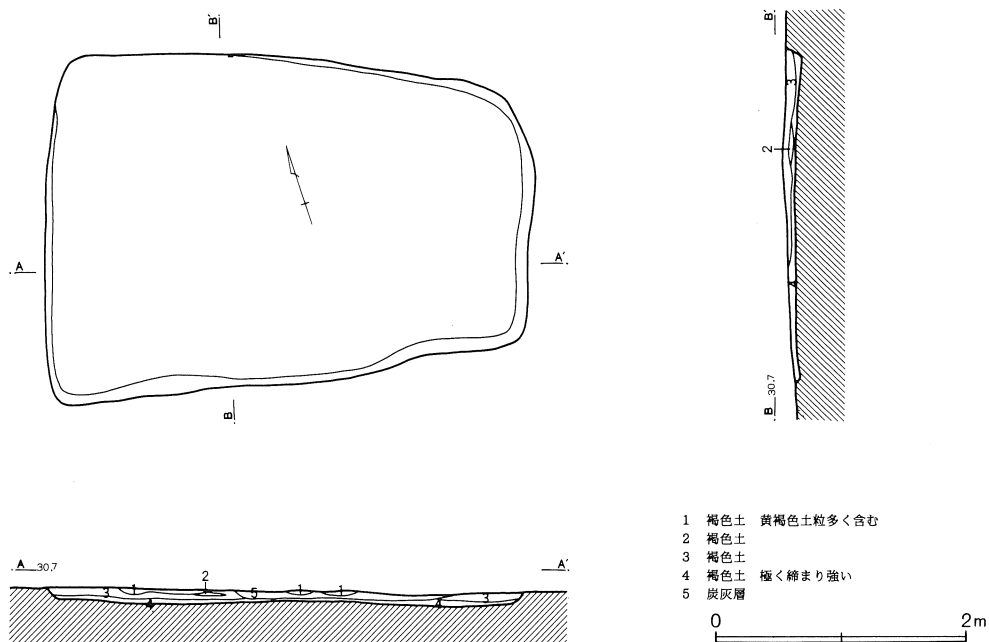 B′
B′
A
A′
B
3
2
4
B 30.7
A 30.7
A′
3 1 2 5 1 1 3
4 4
1 褐色土 黄褐色土粒多く含む
2 褐色土
3 褐色土
4 褐色土 極く締まり強い
5 炭灰層
0 2m